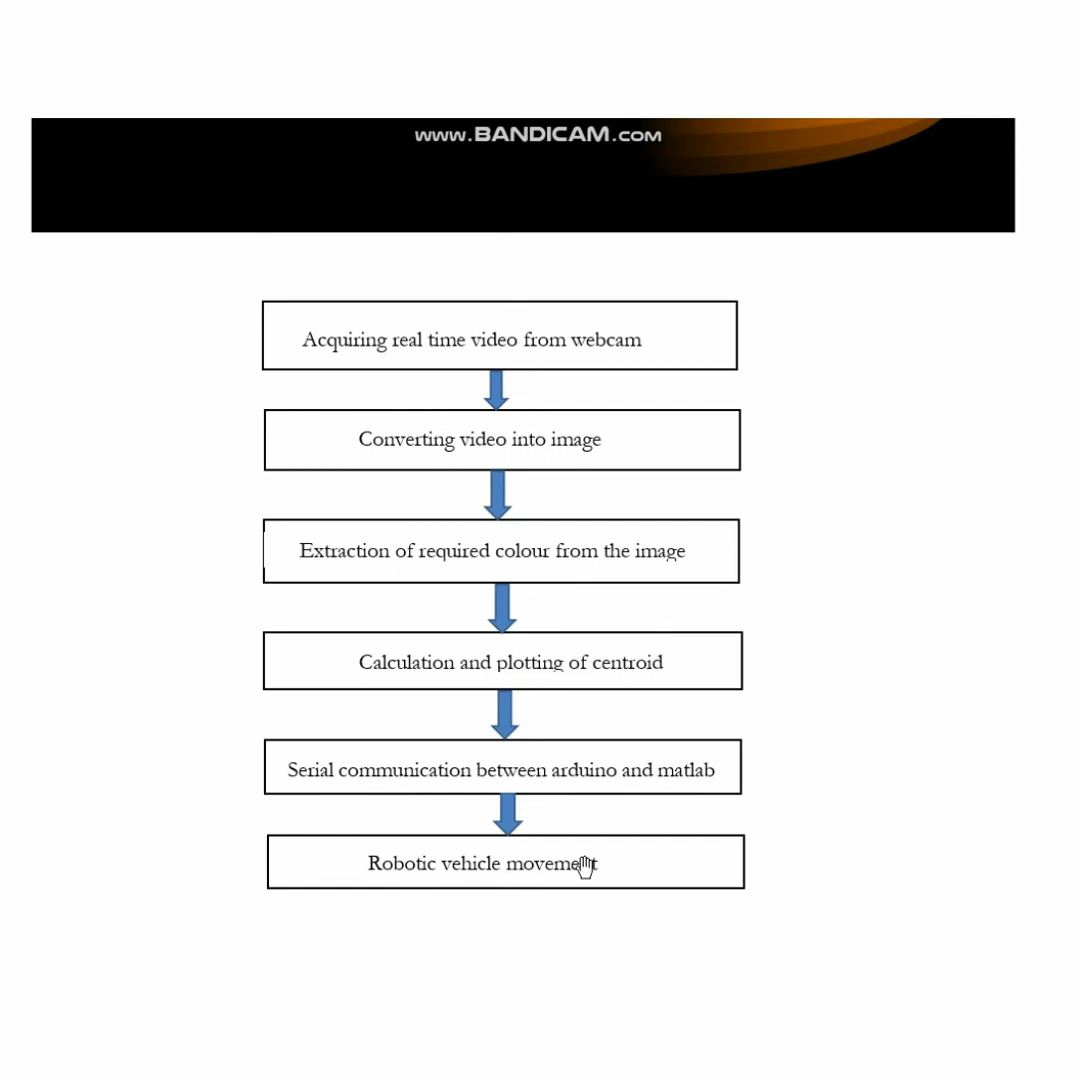 www.BANDICAM.com
Acquiring real time video from webcam
Converting video into image
Extraction of required colour from the image
Calculation and plotting of centroid
Serial communication between arduino and matlab
Robotic vehicle movement